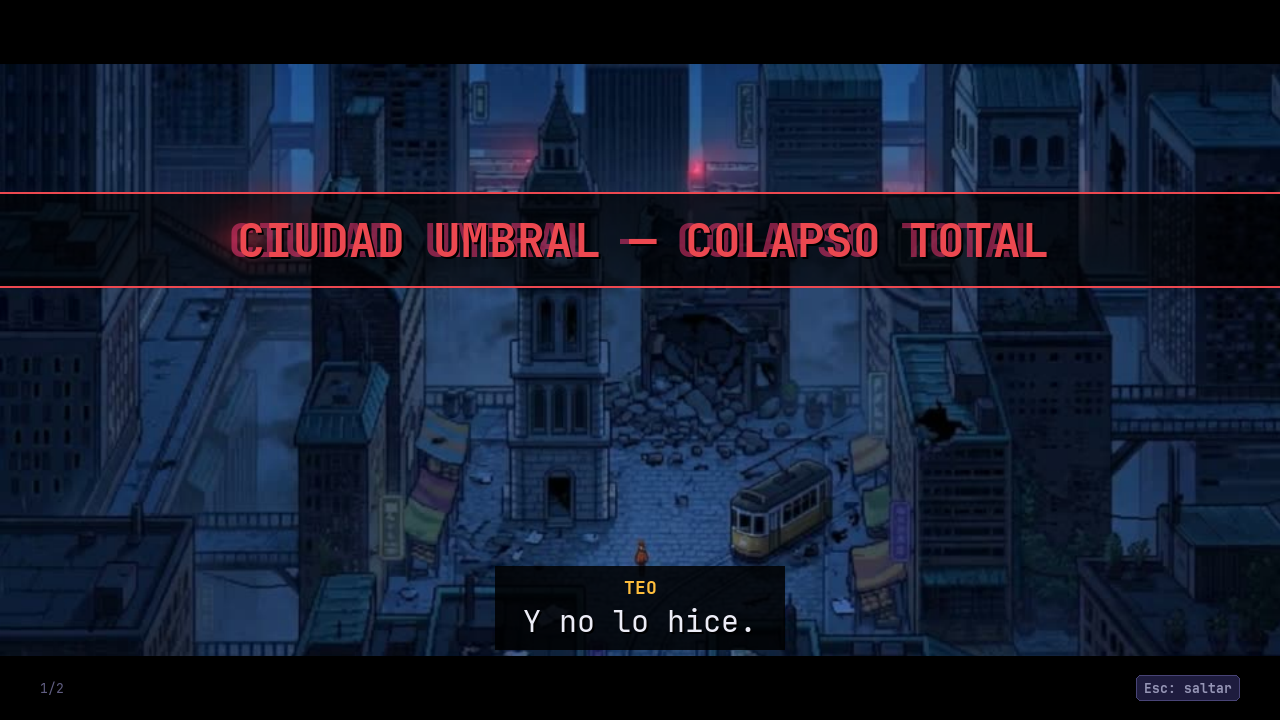 CIUDAD UMBRAL — COLAPSO TOTAL
TEO
Y no lo hice.
1/2
Esc: saltar